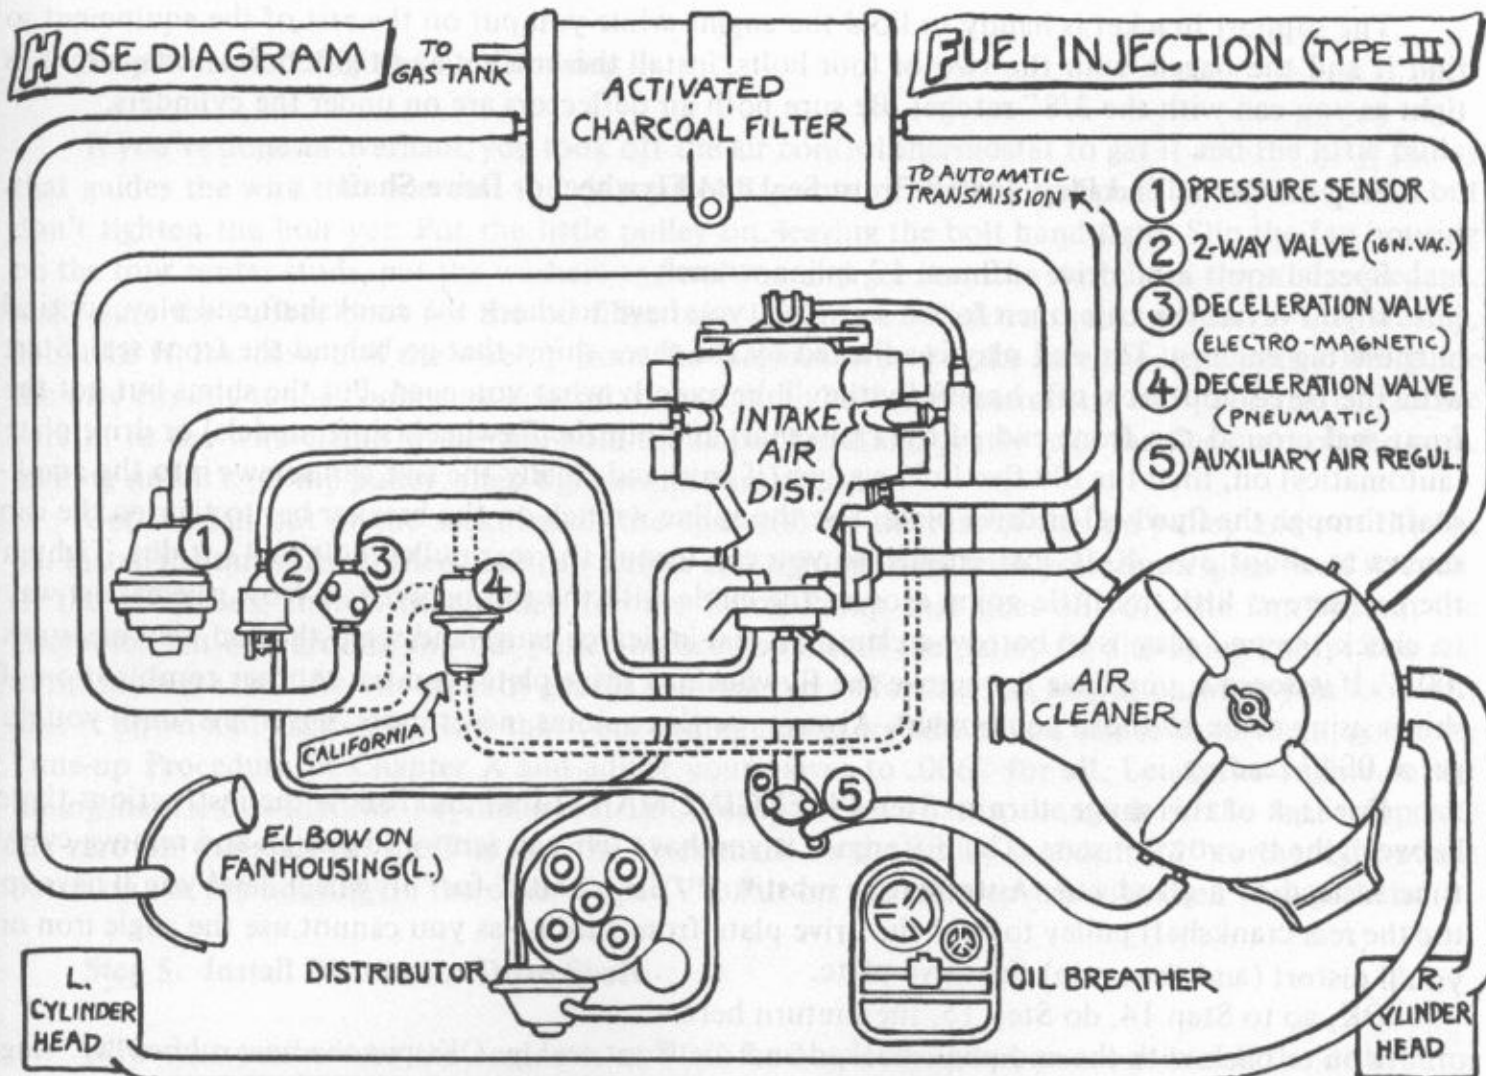 HOSE DIAGRAM
TO
GAS TANK
FUEL INJECTION (TYPE III)
ACTIVATED
CHARCOAL FILTER
TO AUTOMATIC
TRANSMISSION
1 PRESSURE SENSOR
2 2-WAY VALVE (IGN. VAC.)
3 DECELERATION VALVE
(ELECTRO-MAGNETIC)
4 DECELERATION VALVE
(PNEUMATIC)
5 AUXILIARY AIR REGUL.
INTAKE
AIR
DIST.
1
2
3
4
CALIFORNIA
AIR
CLEANER
5
ELBOW ON
FANHOUSING (L.)
DISTRIBUTOR
OIL BREATHER
L.
CYLINDER
HEAD
R.
CYLINDER
HEAD